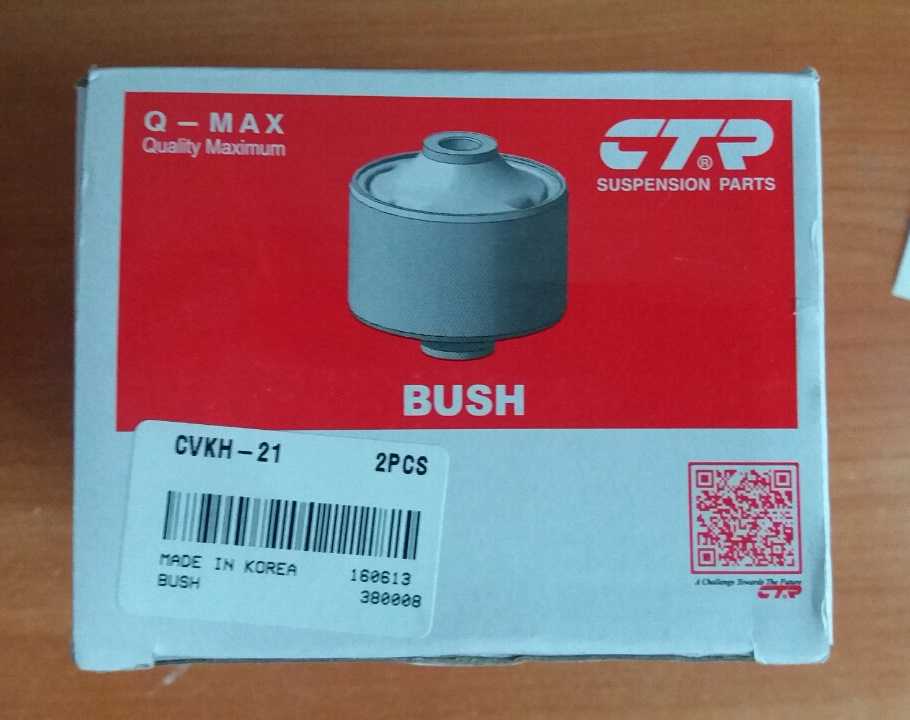 Q – MAX
Quality Maximum
CTR®
SUSPENSION PARTS
BUSH
CVKH-21 2PCS
MADE IN KOREA 160613
BUSH 380008
A Challenge Towards The Future
CTR